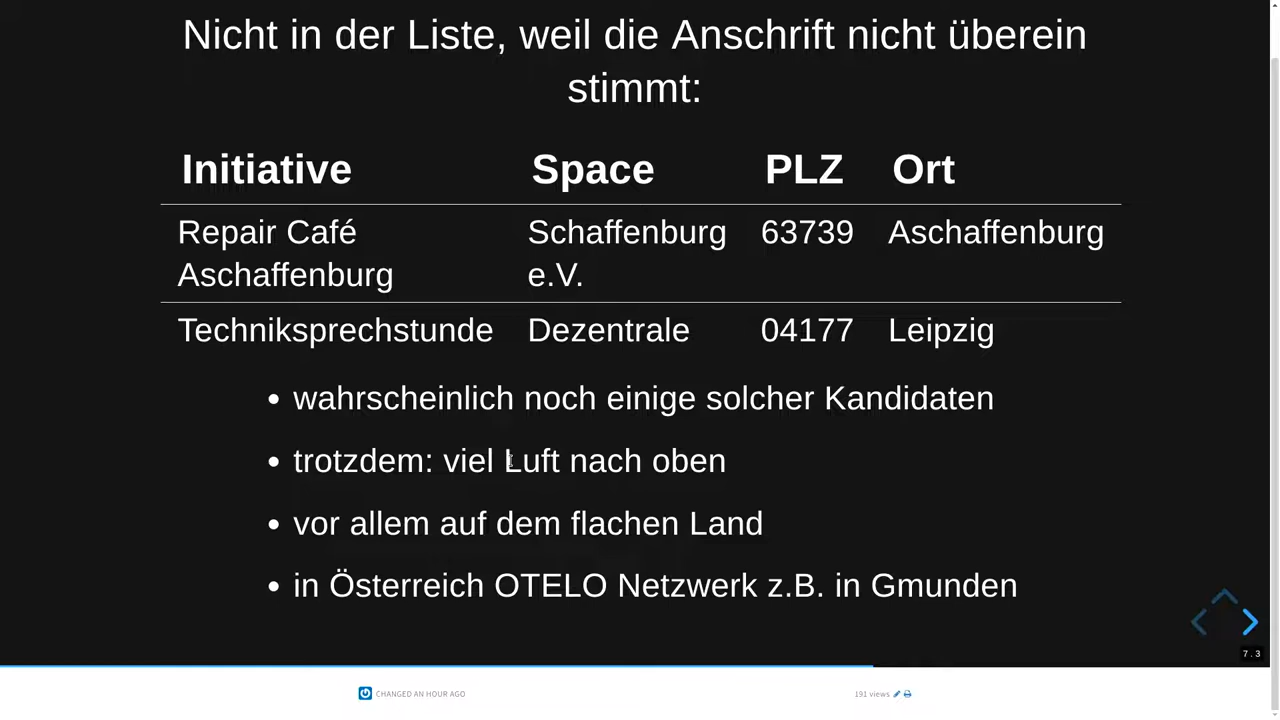 Nicht in der Liste, weil die Anschrift nicht überein
stimmt:
Initiative Space PLZ Ort
Repair Café Schaffenburg 63739 Aschaffenburg
Aschaffenburg e.V.
Techniksprechstunde Dezentrale 04177 Leipzig
• wahrscheinlich noch einige solcher Kandidaten
• trotzdem: viel Luft nach oben
• vor allem auf dem flachen Land
• in Österreich OTELO Netzwerk z.B. in Gmunden
7.3
CHANGED AN HOUR AGO 191 views